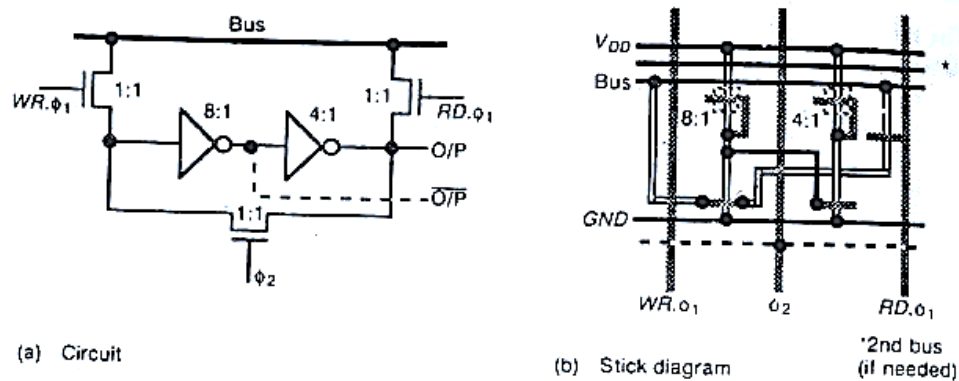 Bus
WR.ϕ1
1:1
8:1
4:1
1:1
RD.ϕ1
O/P
O/P
1:1
ϕ2
(a) Circuit
VDD
*
Bus
8:1
4:1
GND
WR.ϕ1
ϕ2
RD.ϕ1
(b) Stick diagram
*2nd bus
(if needed)